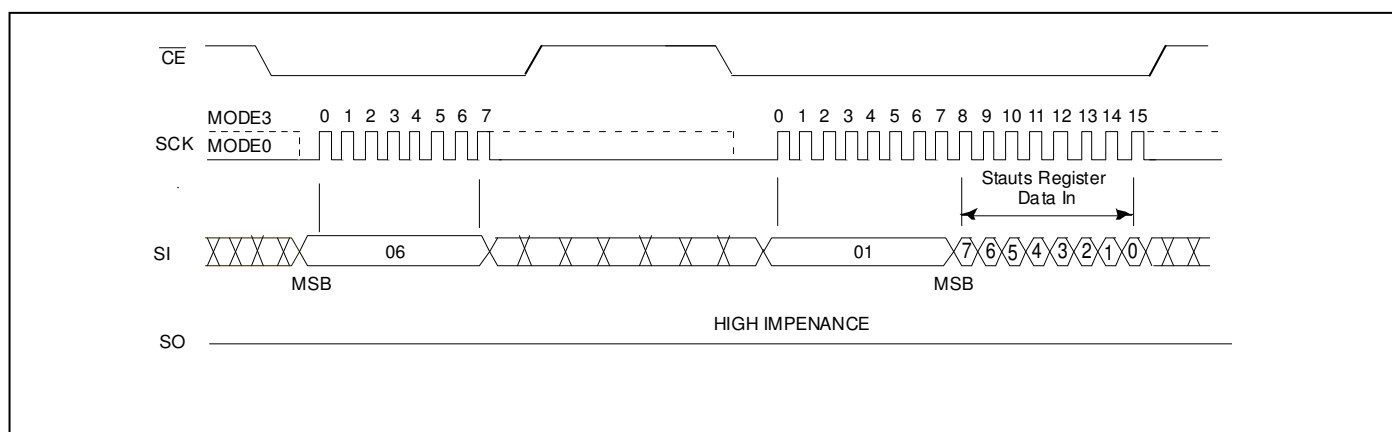 CE
MODE3 0 1 2 3 4 5 6 7 0 1 2 3 4 5 6 7 8 9 10 11 12 13 14 15
SCK MODE0
Stauts Register
Data In
SI 06 01 7 6 5 4 3 2 1 0
MSB MSB
HIGH IMPENANCE
SO